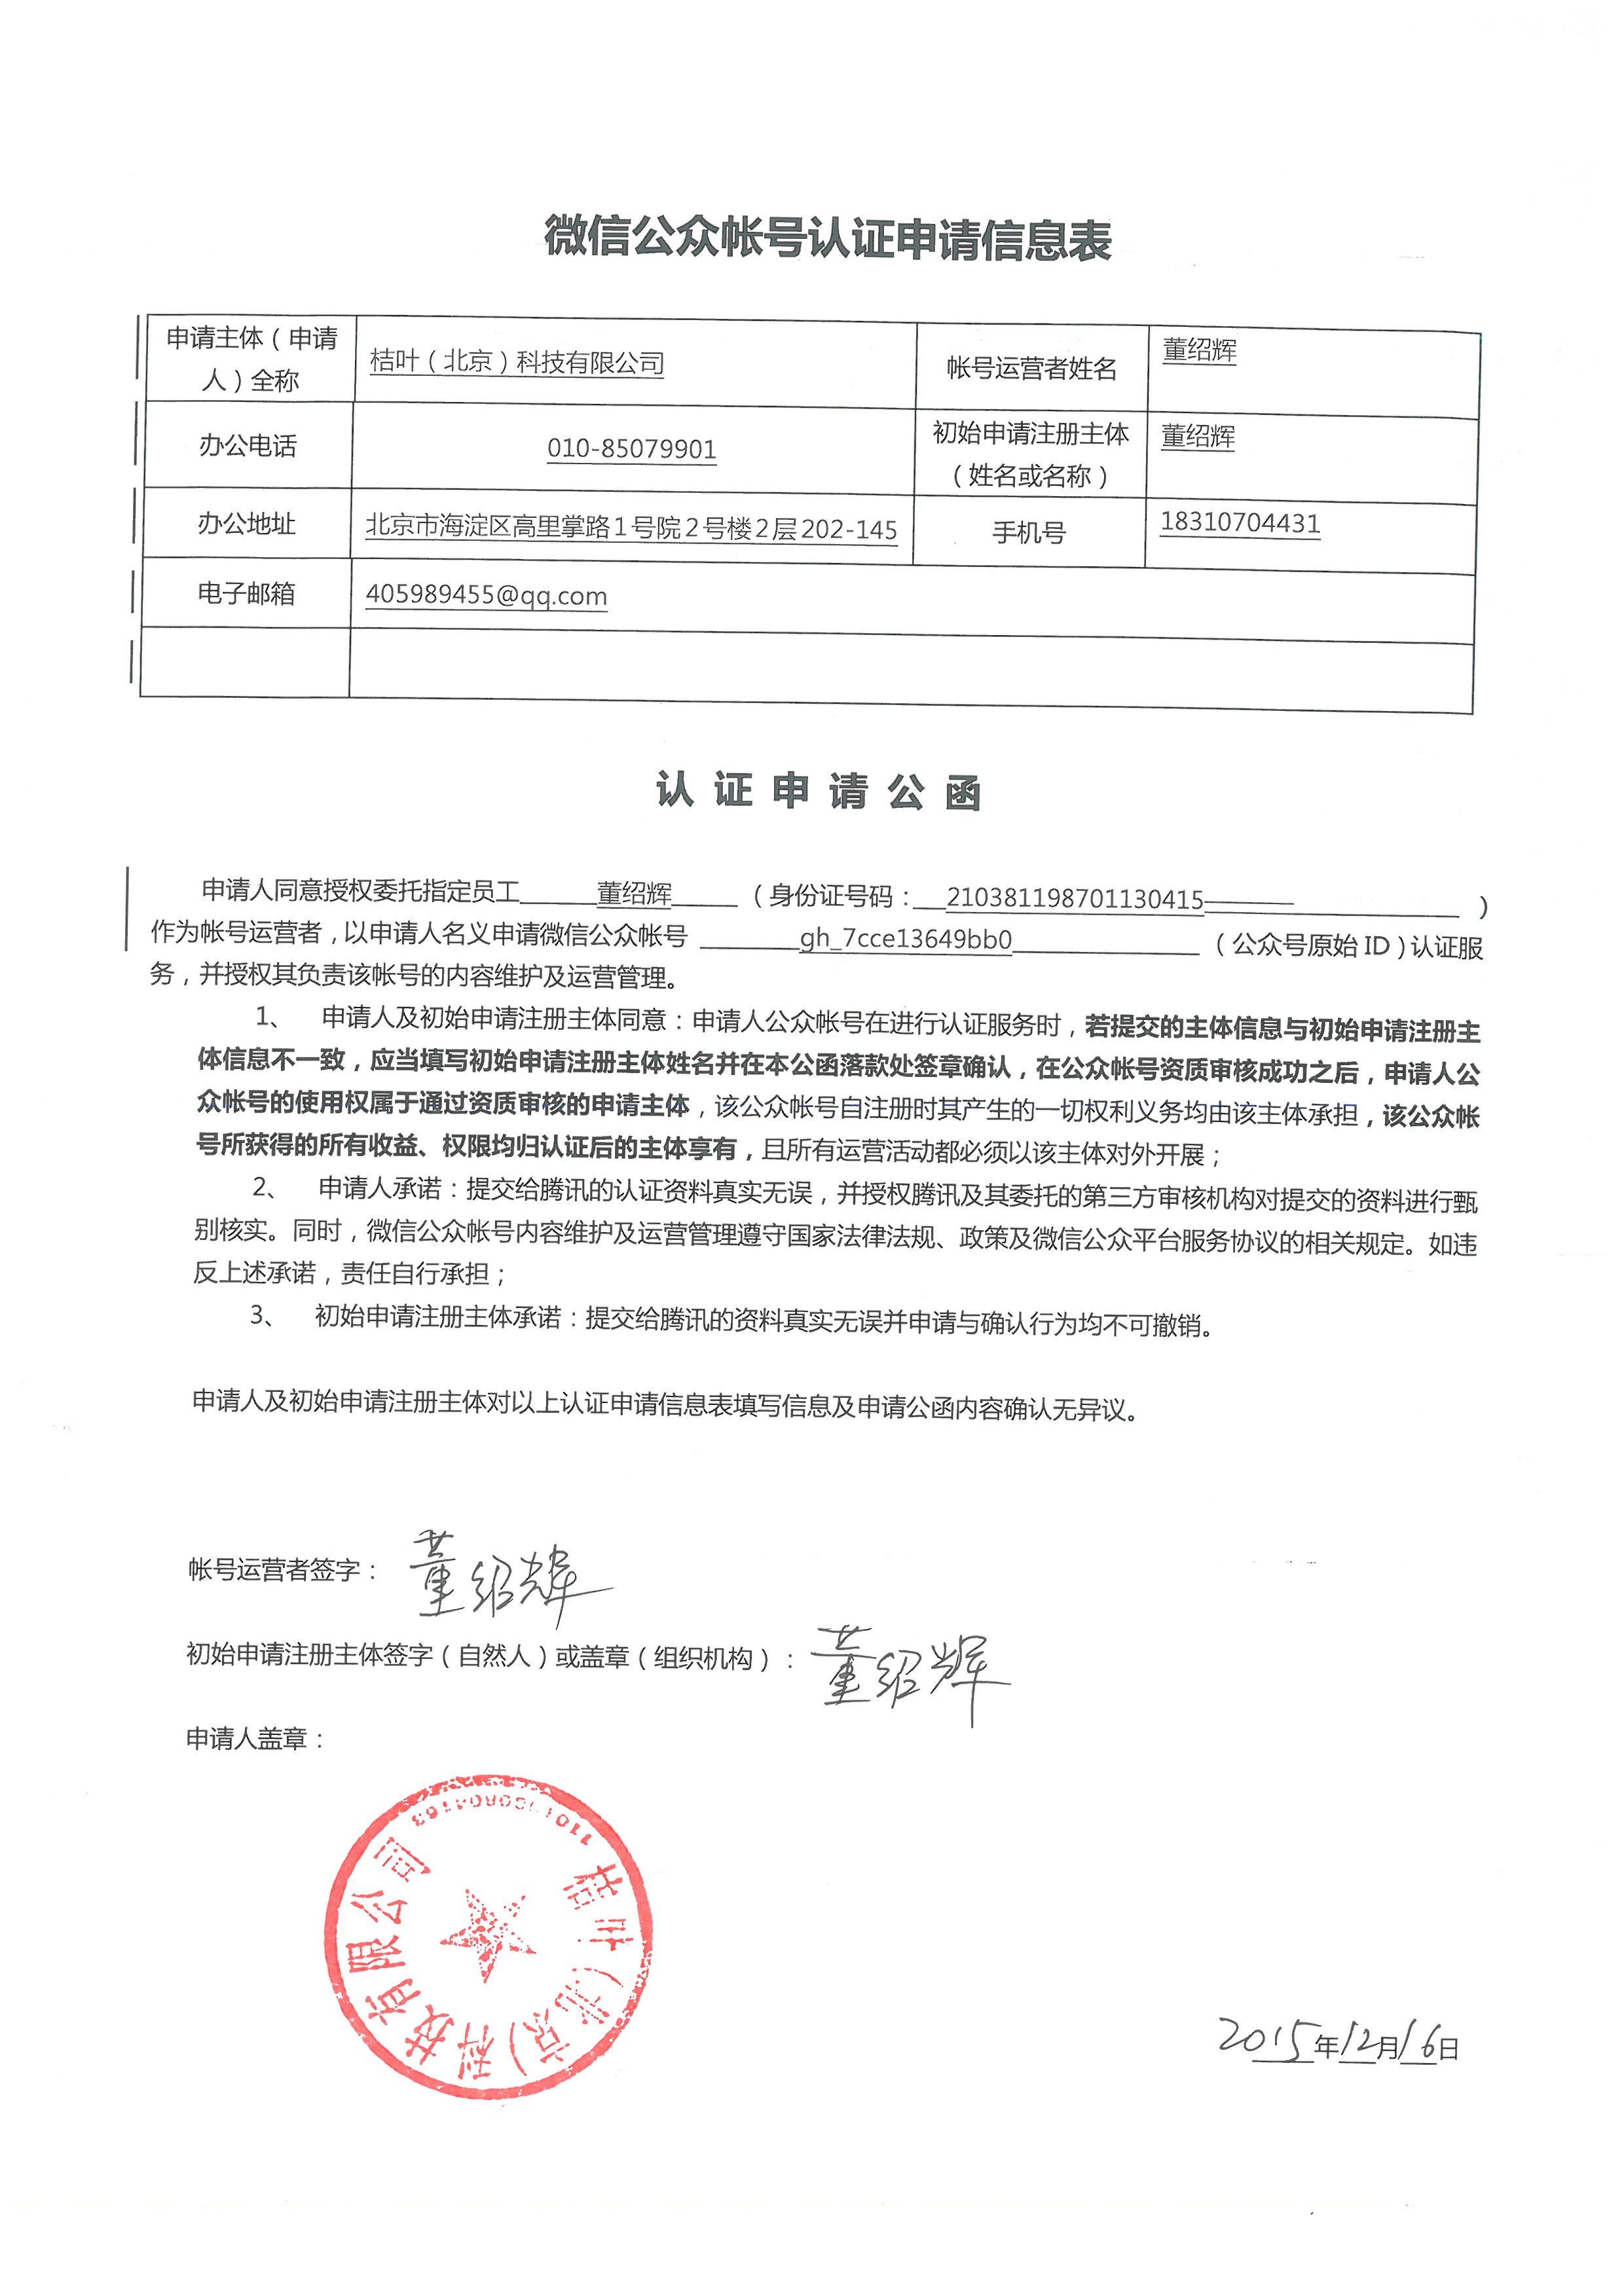 微信公众帐号认证申请信息表
申请主体（申请人）全称 桔叶（北京）科技有限公司 帐号运营者姓名 董绍辉
办公电话 010-85079901 初始申请注册主体（姓名或名称） 董绍辉
办公地址 北京市海淀区高里掌路1号院2号楼2层202-145 手机号 18310704431
电子邮箱 405989455@qq.com
认证申请公函
申请人同意授权委托指定员工 董绍辉 （身份证号码： 210381198701130415 ）
作为帐号运营者，以申请人名义申请微信公众帐号 gh_7cce13649bb0 （公众号原始 ID）认证服
务，并授权其负责该帐号的内容维护及运营管理。
1、 申请人及初始申请注册主体同意：申请人公众帐号在进行认证服务时，若提交的主体信息与初始申请注册主
体信息不一致，应当填写初始申请注册主体姓名并在本公函落款处签章确认，在公众帐号资质审核成功之后，申请人公
众帐号的使用权属于通过资质审核的申请主体，该公众帐号自注册时其产生的一切权利义务均由该主体承担，该公众帐
号所获得的所有收益、权限均归认证后的主体享有，且所有运营活动都必须以该主体对外开展；
2、 申请人承诺：提交给腾讯的认证资料真实无误，并授权腾讯及其委托的第三方审核机构对提交的资料进行甄
别核实。同时，微信公众帐号内容维护及运营管理遵守国家法律法规、政策及微信公众平台服务协议的相关规定。如违
反上述承诺，责任自行承担；
3、 初始申请注册主体承诺：提交给腾讯的资料真实无误并申请与确认行为均不可撤销。
申请人及初始申请注册主体对以上认证申请信息表填写信息及申请公函内容确认无异议。
帐号运营者签字： 董绍辉
初始申请注册主体签字（自然人）或盖章（组织机构）： 董绍辉
申请人盖章：
桔叶（北京）科技有限公司
2015年12月16日